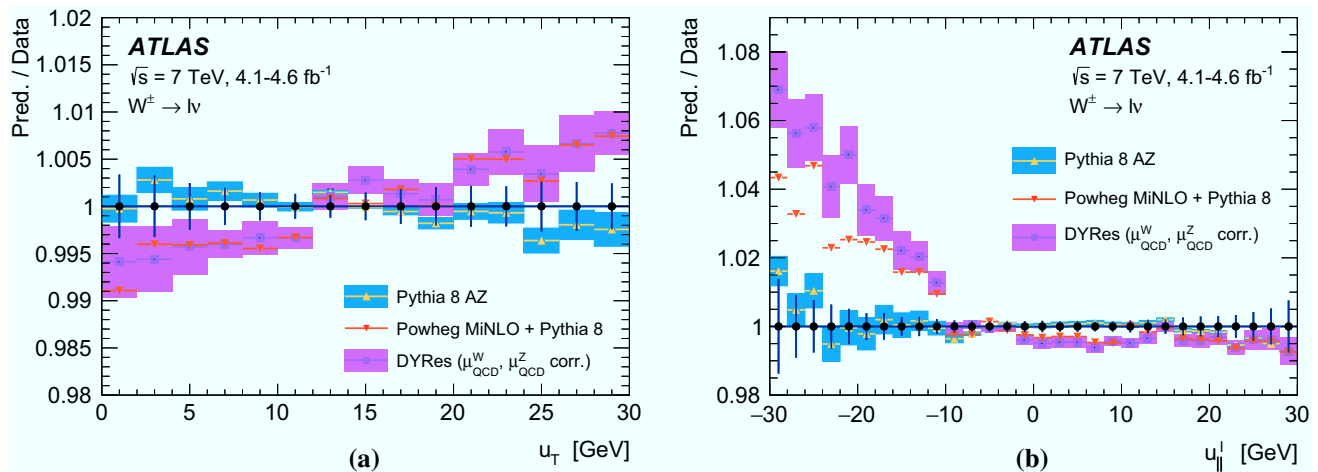 Pred. / Data
1.02
1.015
1.01
1.005
1
0.995
0.99
0.985
0.98
ATLAS
√s = 7 TeV, 4.1-4.6 fb⁻¹
W± → lν
Pythia 8 AZ
Powheg MiNLO + Pythia 8
DYRes (μ^W_QCD, μ^Z_QCD corr.)
0 5 10 15 20 25 30
u_T [GeV]
(a)
Pred. / Data
1.08
1.06
1.04
1.02
1
0.98
ATLAS
√s = 7 TeV, 4.1-4.6 fb⁻¹
W± → lν
Pythia 8 AZ
Powheg MiNLO + Pythia 8
DYRes (μ^W_QCD, μ^Z_QCD corr.)
−30 −20 −10 0 10 20 30
u^l_∥ [GeV]
(b)